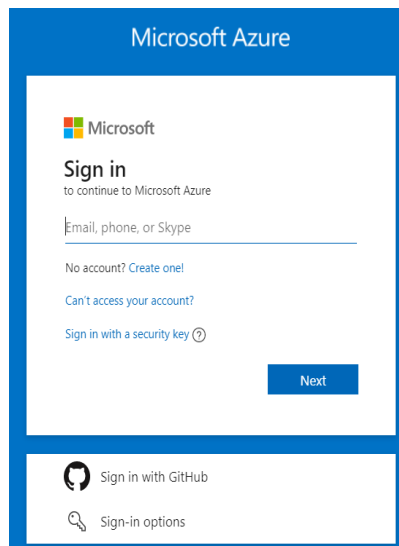 Microsoft Azure
Microsoft
Sign in
to continue to Microsoft Azure
Email, phone, or Skype
No account? Create one!
Can't access your account?
Sign in with a security key ?
Next
Sign in with GitHub
Sign-in options